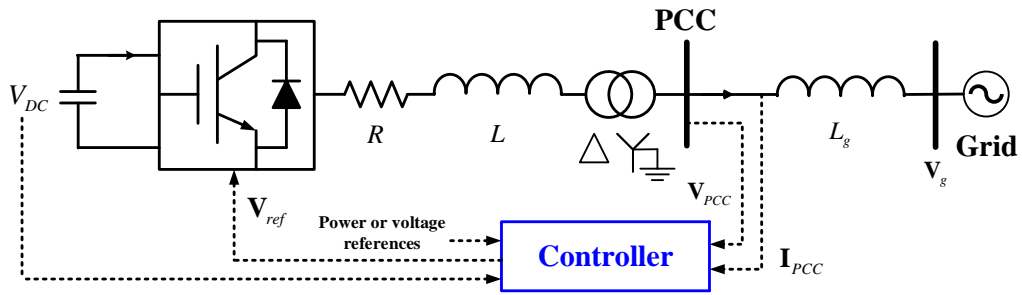 PCC
V_DC
R
L
L_g
Grid
V_g
V_PCC
V_ref
Power or voltage
references
Controller
I_PCC